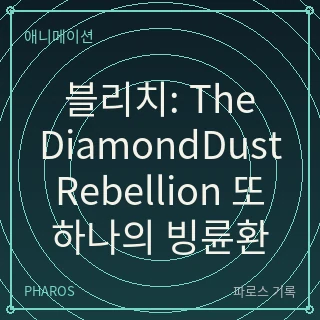 애니메이션
블리치: The
DiamondDust
Rebellion 또
하나의 빙륜환
PHAROS
파로스 기록